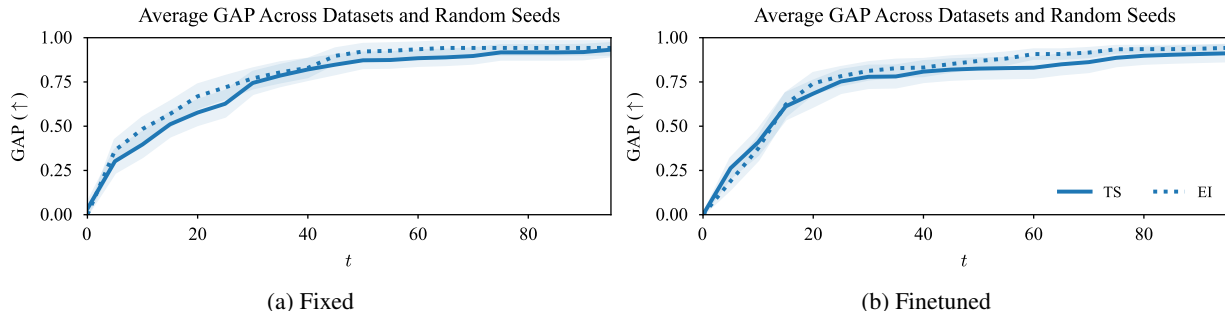 Average GAP Across Datasets and Random Seeds
1.00
0.75
0.50
0.25
0.00
GAP (↑)
0 20 40 60 80
t
(a) Fixed
Average GAP Across Datasets and Random Seeds
1.00
0.75
0.50
0.25
0.00
GAP (↑)
TS EI
0 20 40 60 80
t
(b) Finetuned